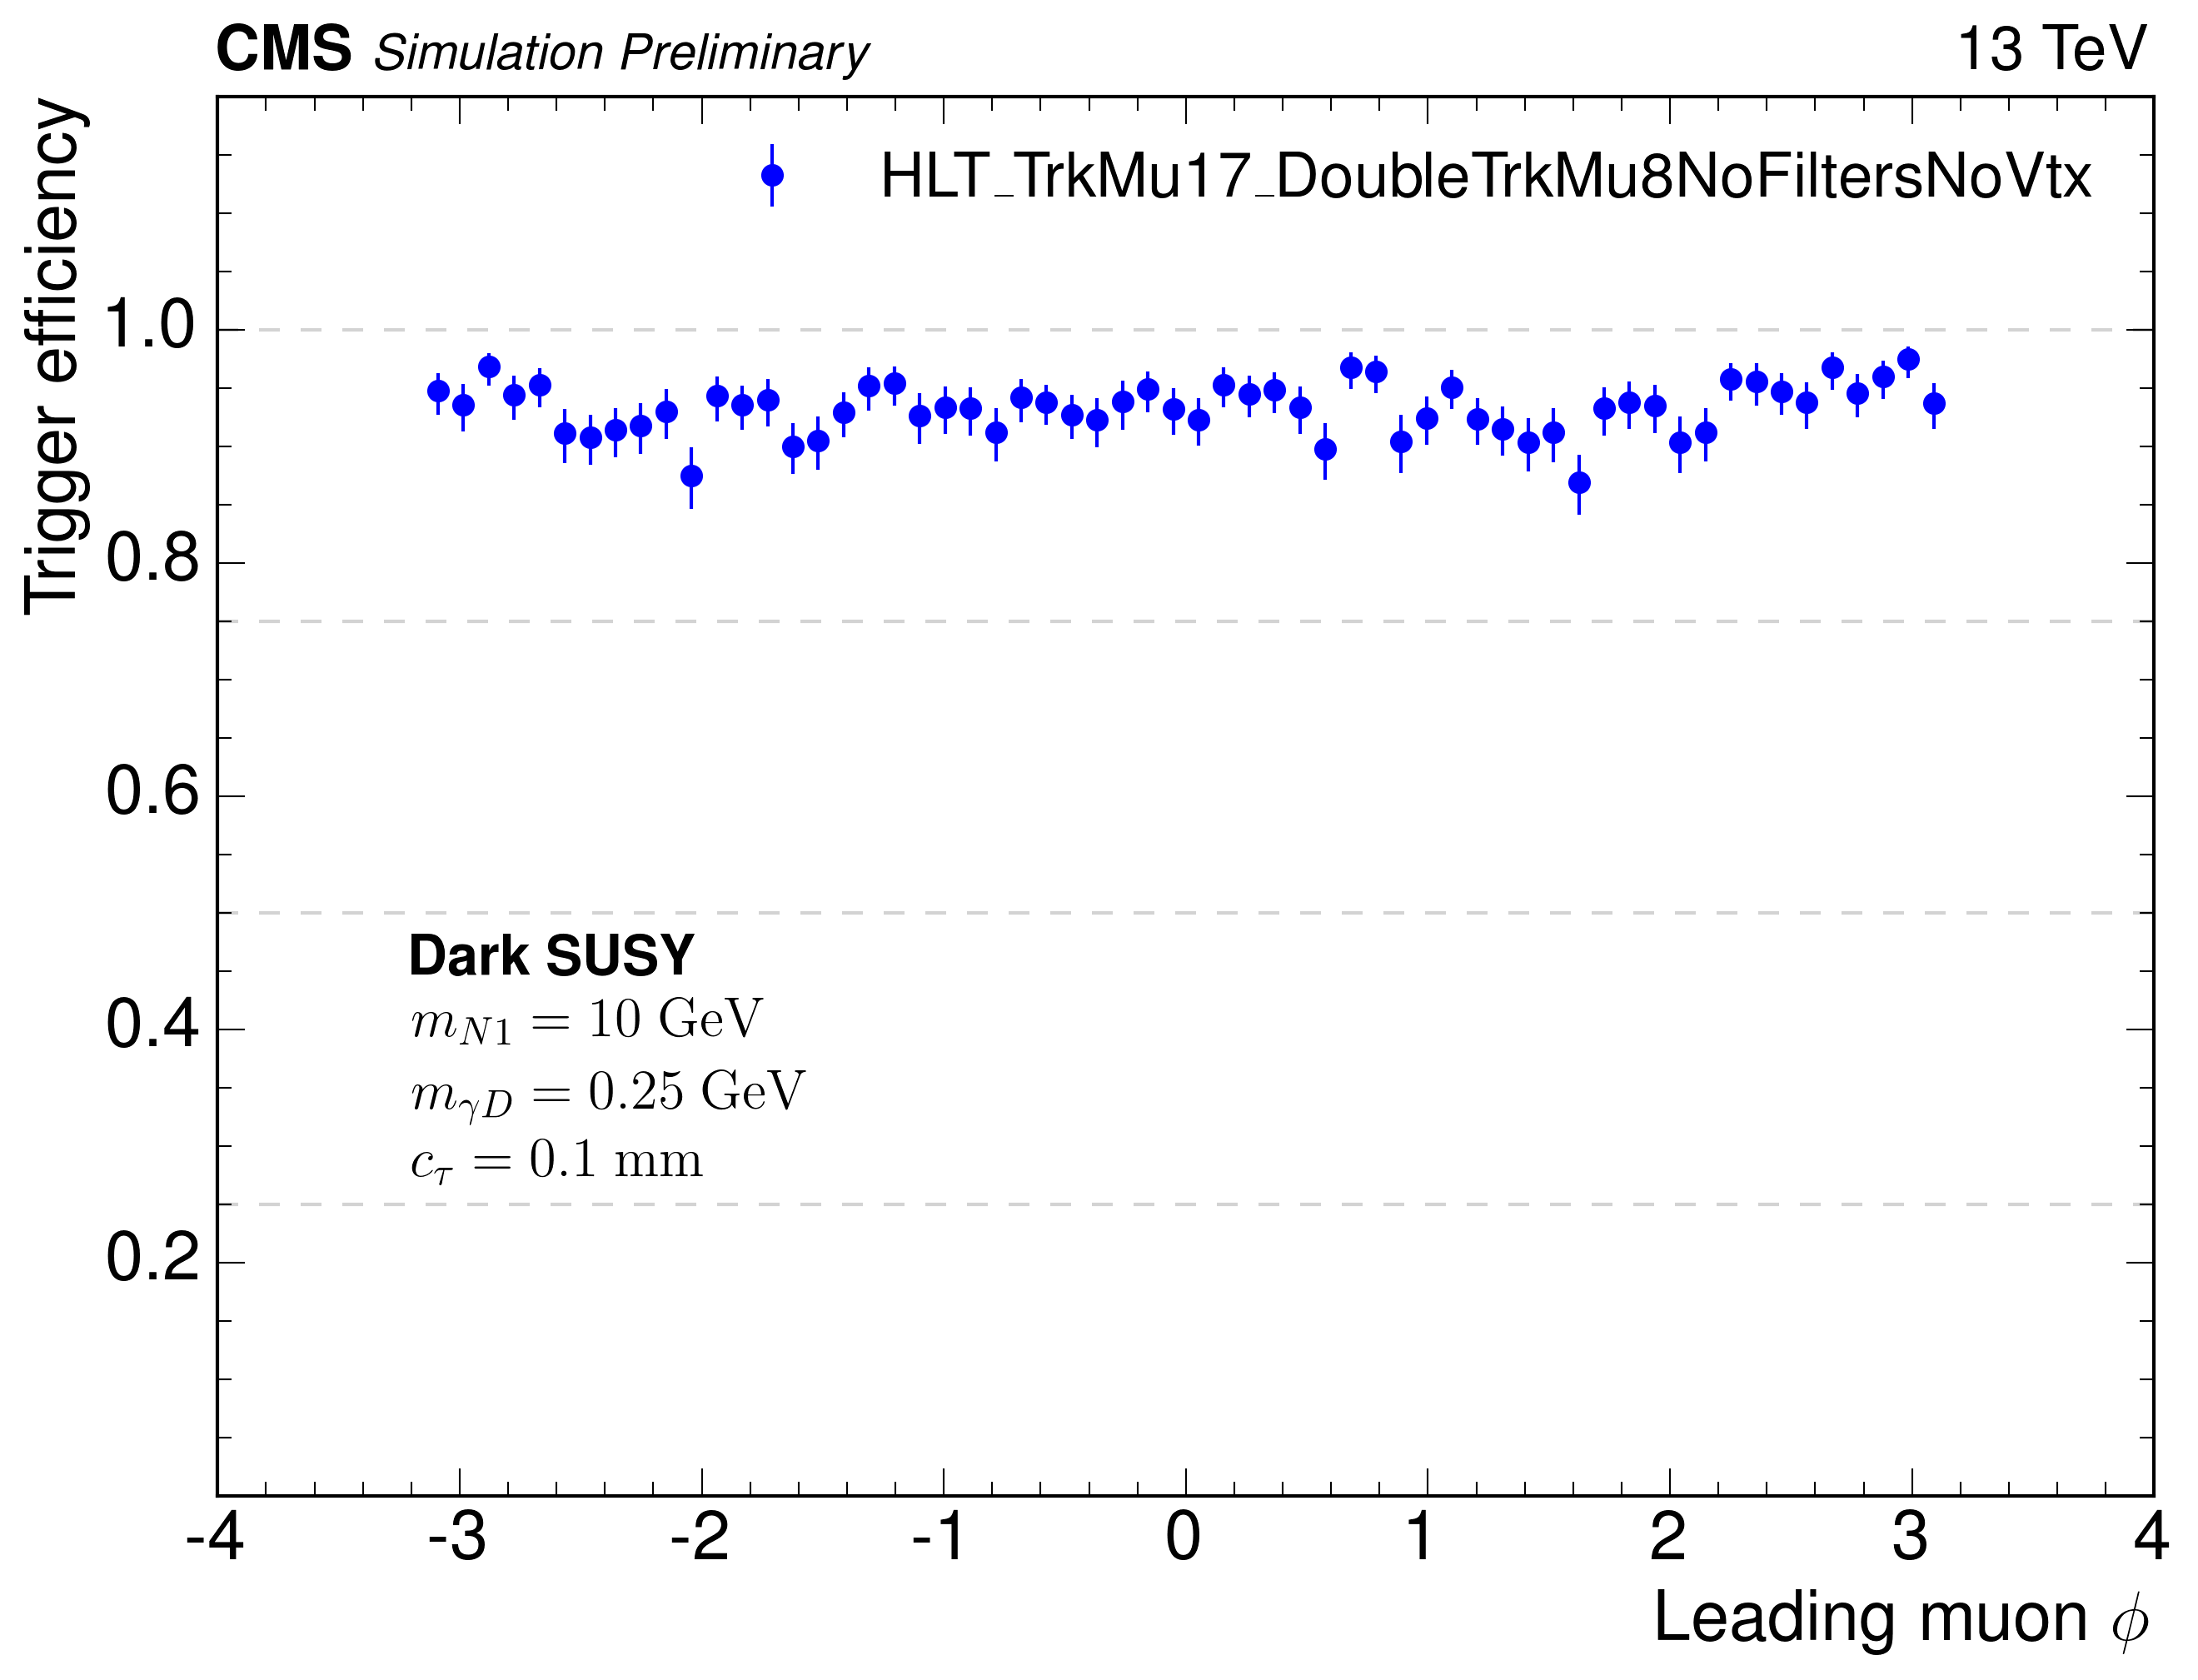 CMS Simulation Preliminary 13 TeV
HLT_TrkMu17_DoubleTrkMu8NoFiltersNoVtx
Trigger efficiency
1.0
0.8
0.6
0.4
0.2
Dark SUSY
m_{N1} = 10 GeV
m_{γD} = 0.25 GeV
c_τ = 0.1 mm
-4 -3 -2 -1 0 1 2 3 4
Leading muon ϕ